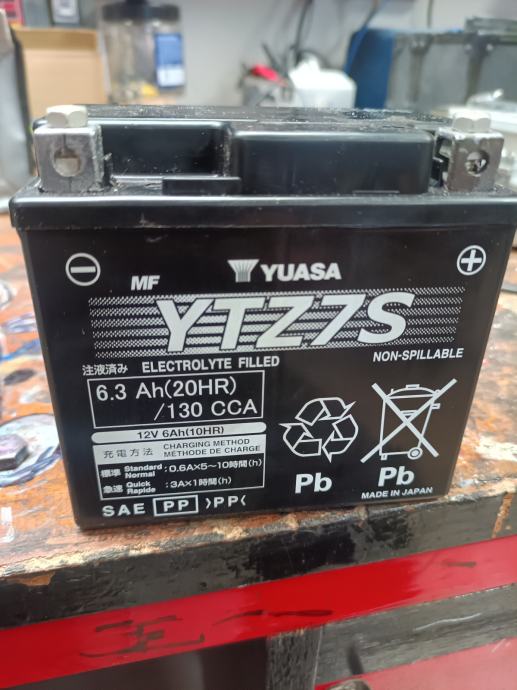 YUASA
MF
YTZ7S
NON-SPILLABLE
注液済み ELECTROLYTE FILLED
6.3 Ah(20HR)
/130 CCA
12V 6Ah(10HR)
充電方法 CHARGING METHOD
MÉTHODE DE CHARGE
標準 Standard Normal :0.6A×5~10時間(h)
急速 Quick Rapide :3A×1時間(h)
SAE PP >PP<
Pb
Pb
MADE IN JAPAN